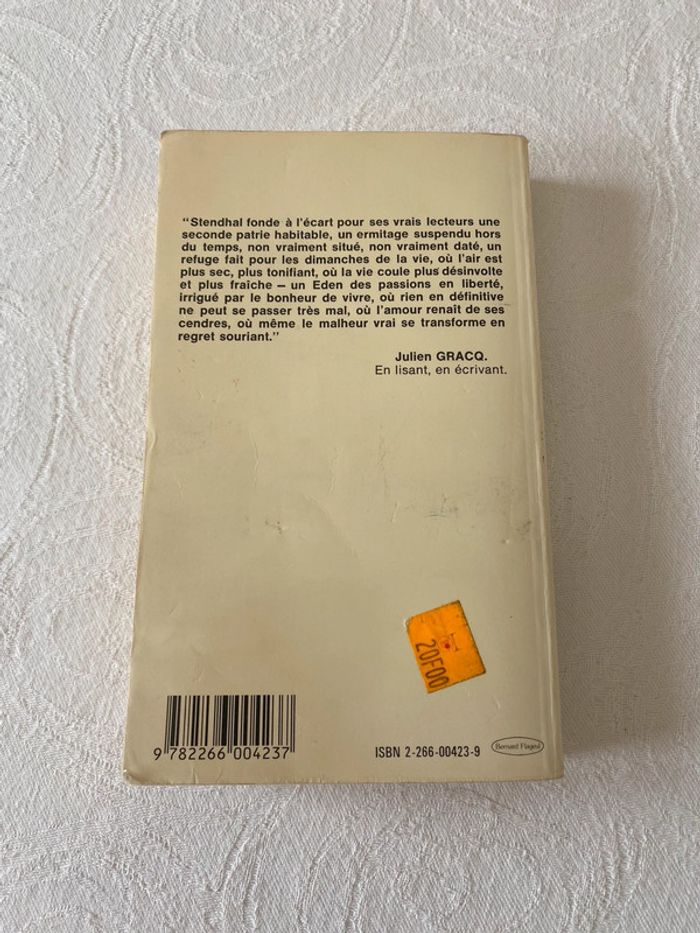 “Stendhal fonde à l’écart pour ses vrais lecteurs une
seconde patrie habitable, un ermitage suspendu hors
du temps, non vraiment situé, non vraiment daté, un
refuge fait pour les dimanches de la vie, où l’air est
plus sec, plus tonifiant, où la vie coule plus désinvolte
et plus fraîche — un Eden des passions en liberté,
irrigué par le bonheur de vivre, où rien en définitive
ne peut se passer très mal, où l’amour renaît de ses
cendres, où même le malheur vrai se transforme en
regret souriant.”
Julien GRACQ.
En lisant, en écrivant.
20F00
9 782266 004237
ISBN 2-266-00423-9
Bernard Flageul